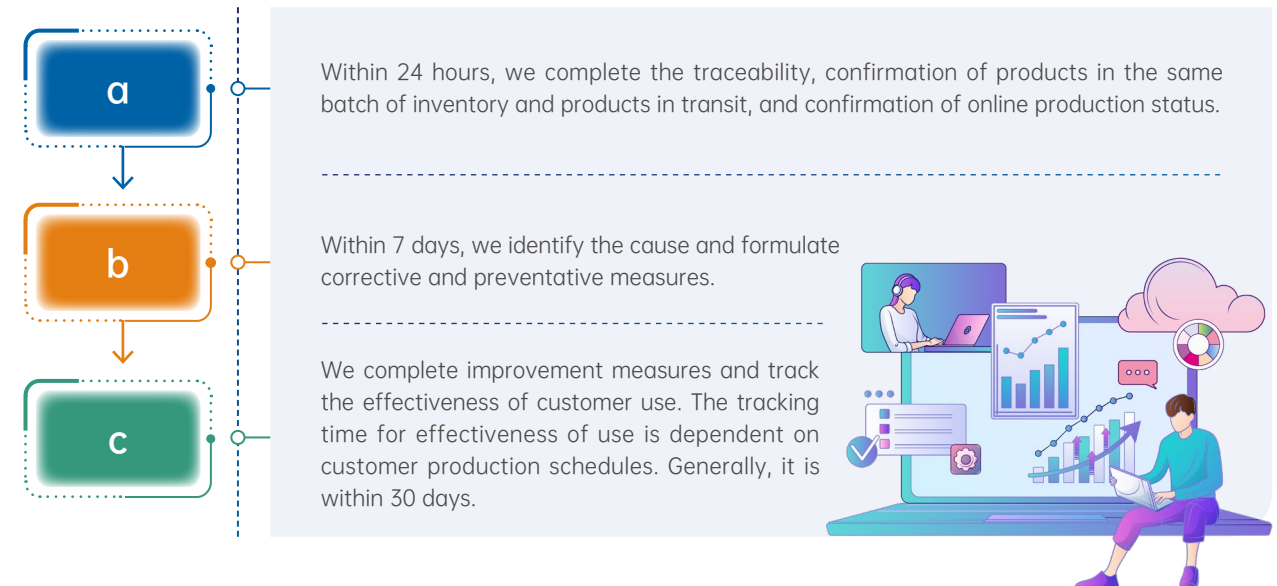 a
Within 24 hours, we complete the traceability, confirmation of products in the same
batch of inventory and products in transit, and confirmation of online production status.
b
Within 7 days, we identify the cause and formulate
corrective and preventative measures.
c
We complete improvement measures and track
the effectiveness of customer use. The tracking
time for effectiveness of use is dependent on
customer production schedules. Generally, it is
within 30 days.